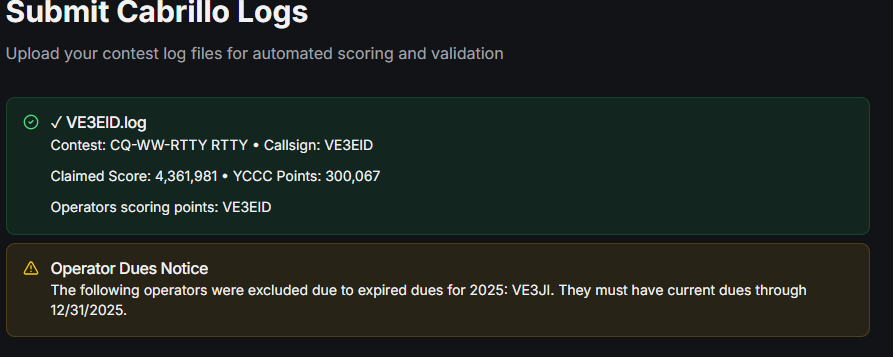 Submit Cabrillo Logs
Upload your contest log files for automated scoring and validation
✓ VE3EID.log
Contest: CQ-WW-RTTY RTTY • Callsign: VE3EID
Claimed Score: 4,361,981 • YCCC Points: 300,067
Operators scoring points: VE3EID
Operator Dues Notice
The following operators were excluded due to expired dues for 2025: VE3JI. They must have current dues through
12/31/2025.